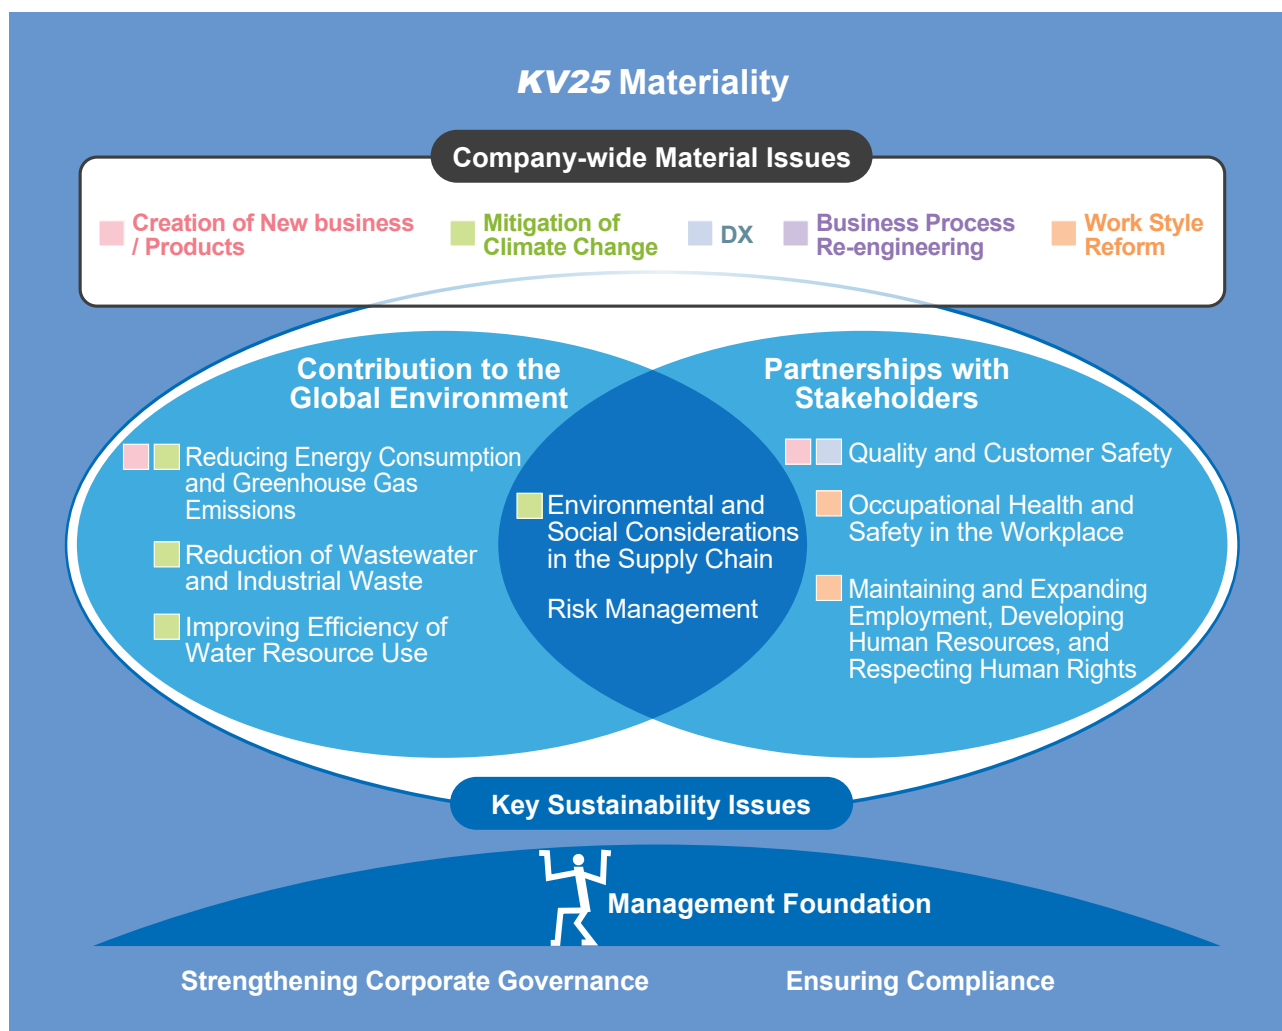 KV25 Materiality
Company-wide Material Issues
Creation of New business
/ Products
Mitigation of
Climate Change
DX
Business Process
Re-engineering
Work Style
Reform
Contribution to the
Global Environment
Reducing Energy Consumption
and Greenhouse Gas
Emissions
Reduction of Wastewater
and Industrial Waste
Improving Efficiency of
Water Resource Use
Environmental and
Social Considerations
in the Supply Chain
Risk Management
Partnerships with
Stakeholders
Quality and Customer Safety
Occupational Health and
Safety in the Workplace
Maintaining and Expanding
Employment, Developing
Human Resources, and
Respecting Human Rights
Key Sustainability Issues
Management Foundation
Strengthening Corporate Governance
Ensuring Compliance